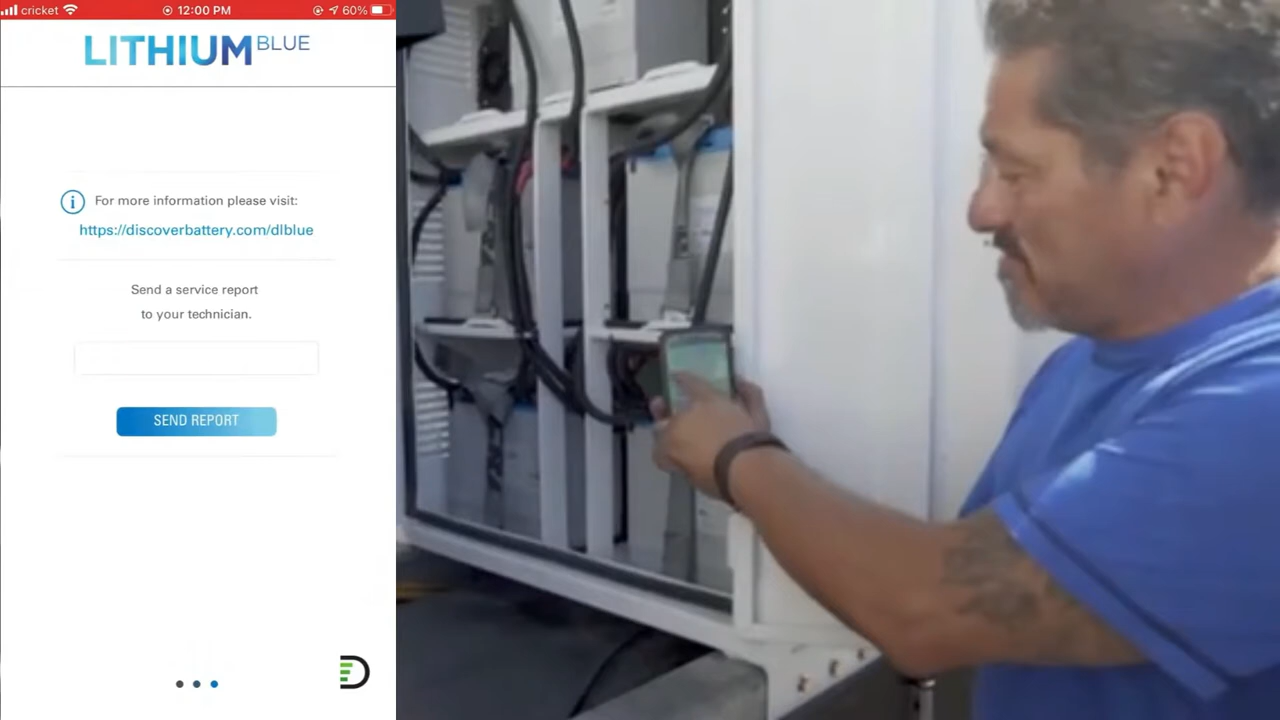 cricket 12:00 PM 60%
LITHIUM BLUE
For more information please visit:
https://discoverbattery.com/dlblue
Send a service report
to your technician.
SEND REPORT